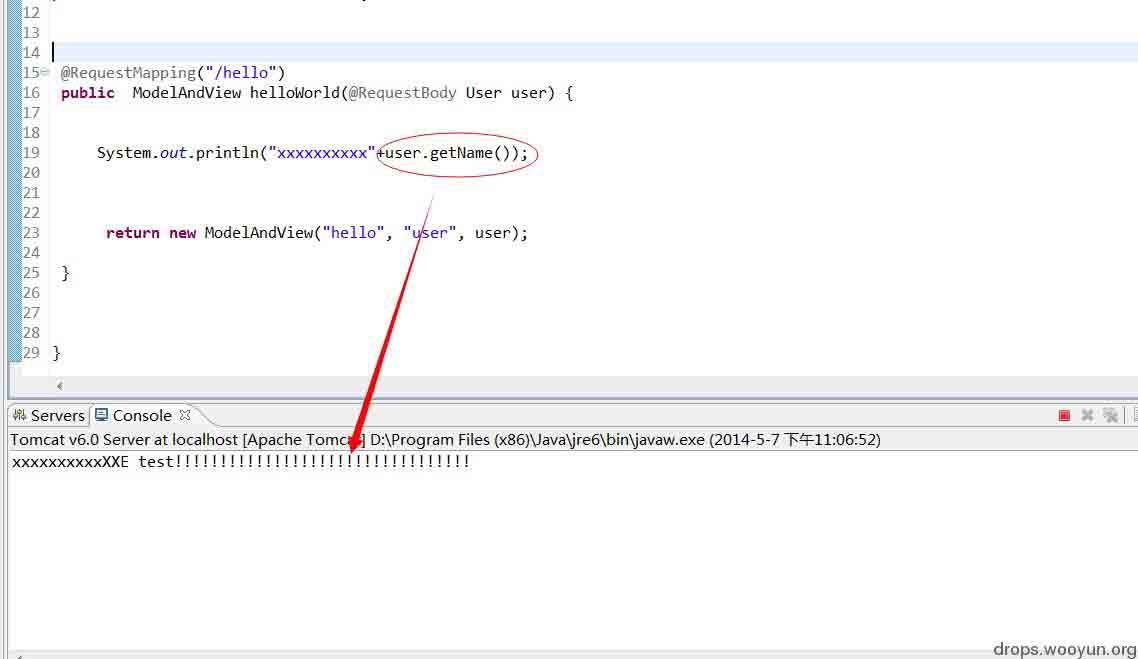 12
13
14
15 @RequestMapping("/hello")
16 public ModelAndView helloWorld(@RequestBody User user) {
17
18
19 System.out.println("xxxxxxxxxx"+user.getName());
20
21
22
23 return new ModelAndView("hello", "user", user);
24
25 }
26
27
28
29 }
Servers Console
Tomcat v6.0 Server at localhost [Apache Tomcat] D:\Program Files (x86)\Java\jre6\bin\javaw.exe (2014-5-7 下午11:06:52)
xxxxxxxxxxXXE test!!!!!!!!!!!!!!!!!!!!!!!!!!!!!!!!!
drops.wooyun.org